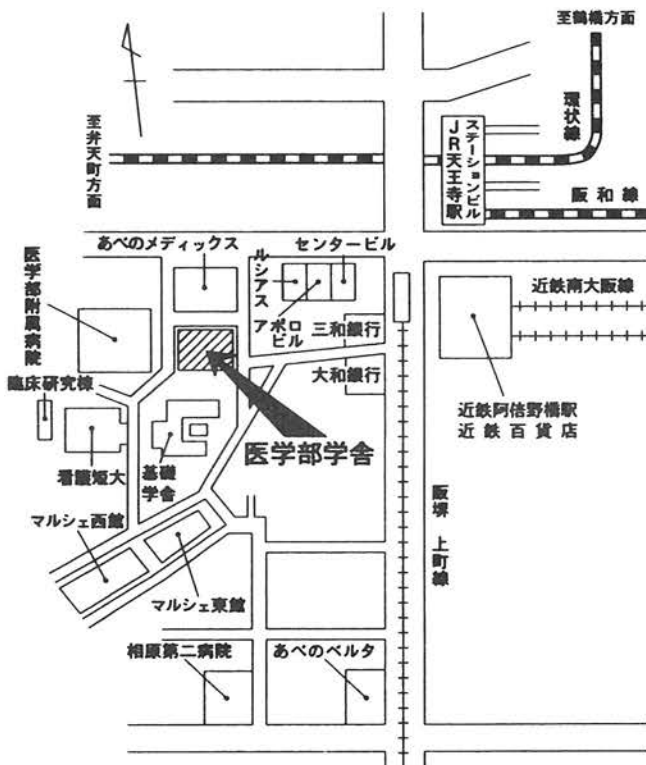 至鶴橋方面
環状線
ステーションビル
JR天王寺駅
至弁天町方面
阪和線
あべのメディックス
ルシアス
センタービル
医学部附属病院
アポロビル
三和銀行
近鉄南大阪線
大和銀行
臨床研究棟
近鉄阿倍野橋駅
近鉄百貨店
医学部学舎
看護短大
基礎
学舎
マルシェ西館
阪堺 上町線
マルシェ東館
相原第二病院
あべのベルタ